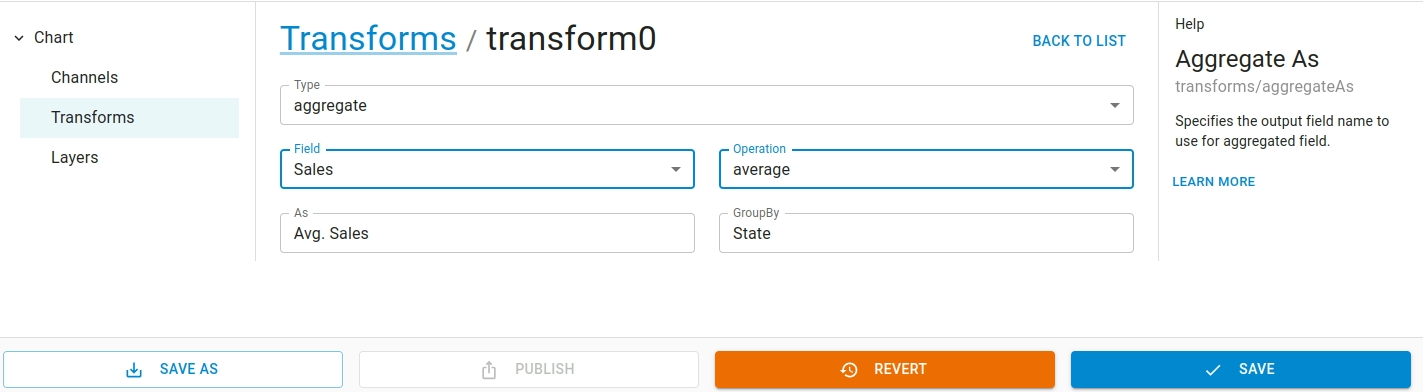 Chart
Channels
Transforms
Layers
Transforms / transform0
BACK TO LIST
Type
aggregate
Field
Sales
Operation
average
As
Avg. Sales
GroupBy
State
Help
Aggregate As
transforms/aggregateAs
Specifies the output field name to
use for aggregated field.
LEARN MORE
SAVE AS
PUBLISH
REVERT
SAVE